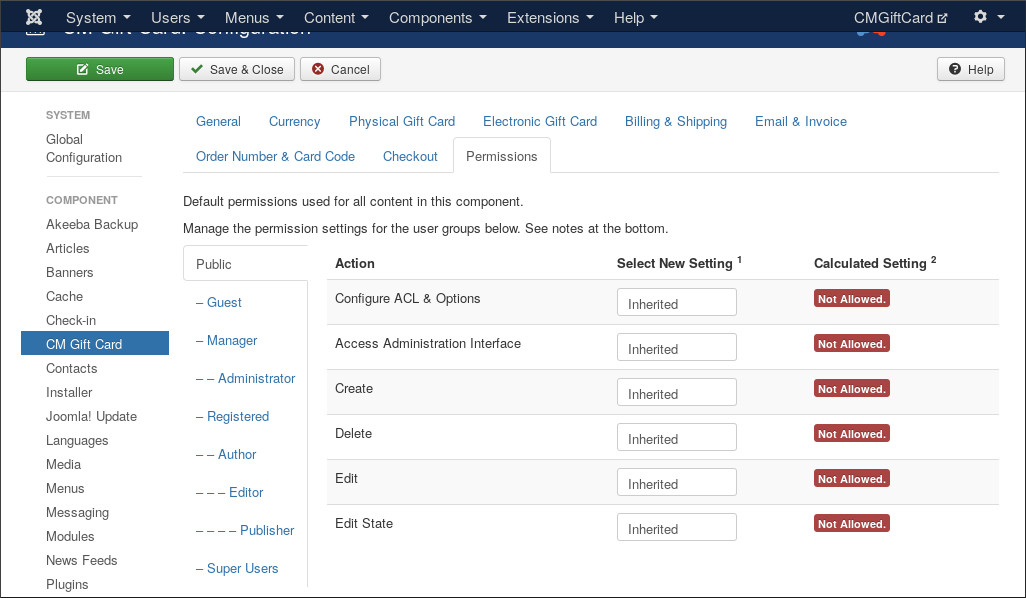 System Users Menus Content Components Extensions Help CMGiftCard
CM Gift Card: Configuration
Save Save & Close Cancel Help
SYSTEM
Global
Configuration
COMPONENT
Akeeba Backup
Articles
Banners
Cache
Check-in
CM Gift Card
Contacts
Installer
Joomla! Update
Languages
Media
Menus
Messaging
Modules
News Feeds
Plugins
General Currency Physical Gift Card Electronic Gift Card Billing & Shipping Email & Invoice
Order Number & Card Code Checkout Permissions
Default permissions used for all content in this component.
Manage the permission settings for the user groups below. See notes at the bottom.
Public
– Guest
– Manager
– – Administrator
– Registered
– – Author
– – – Editor
– – – – Publisher
– Super Users
Action Select New Setting 1 Calculated Setting 2
Configure ACL & Options Inherited Not Allowed.
Access Administration Interface Inherited Not Allowed.
Create Inherited Not Allowed.
Delete Inherited Not Allowed.
Edit Inherited Not Allowed.
Edit State Inherited Not Allowed.